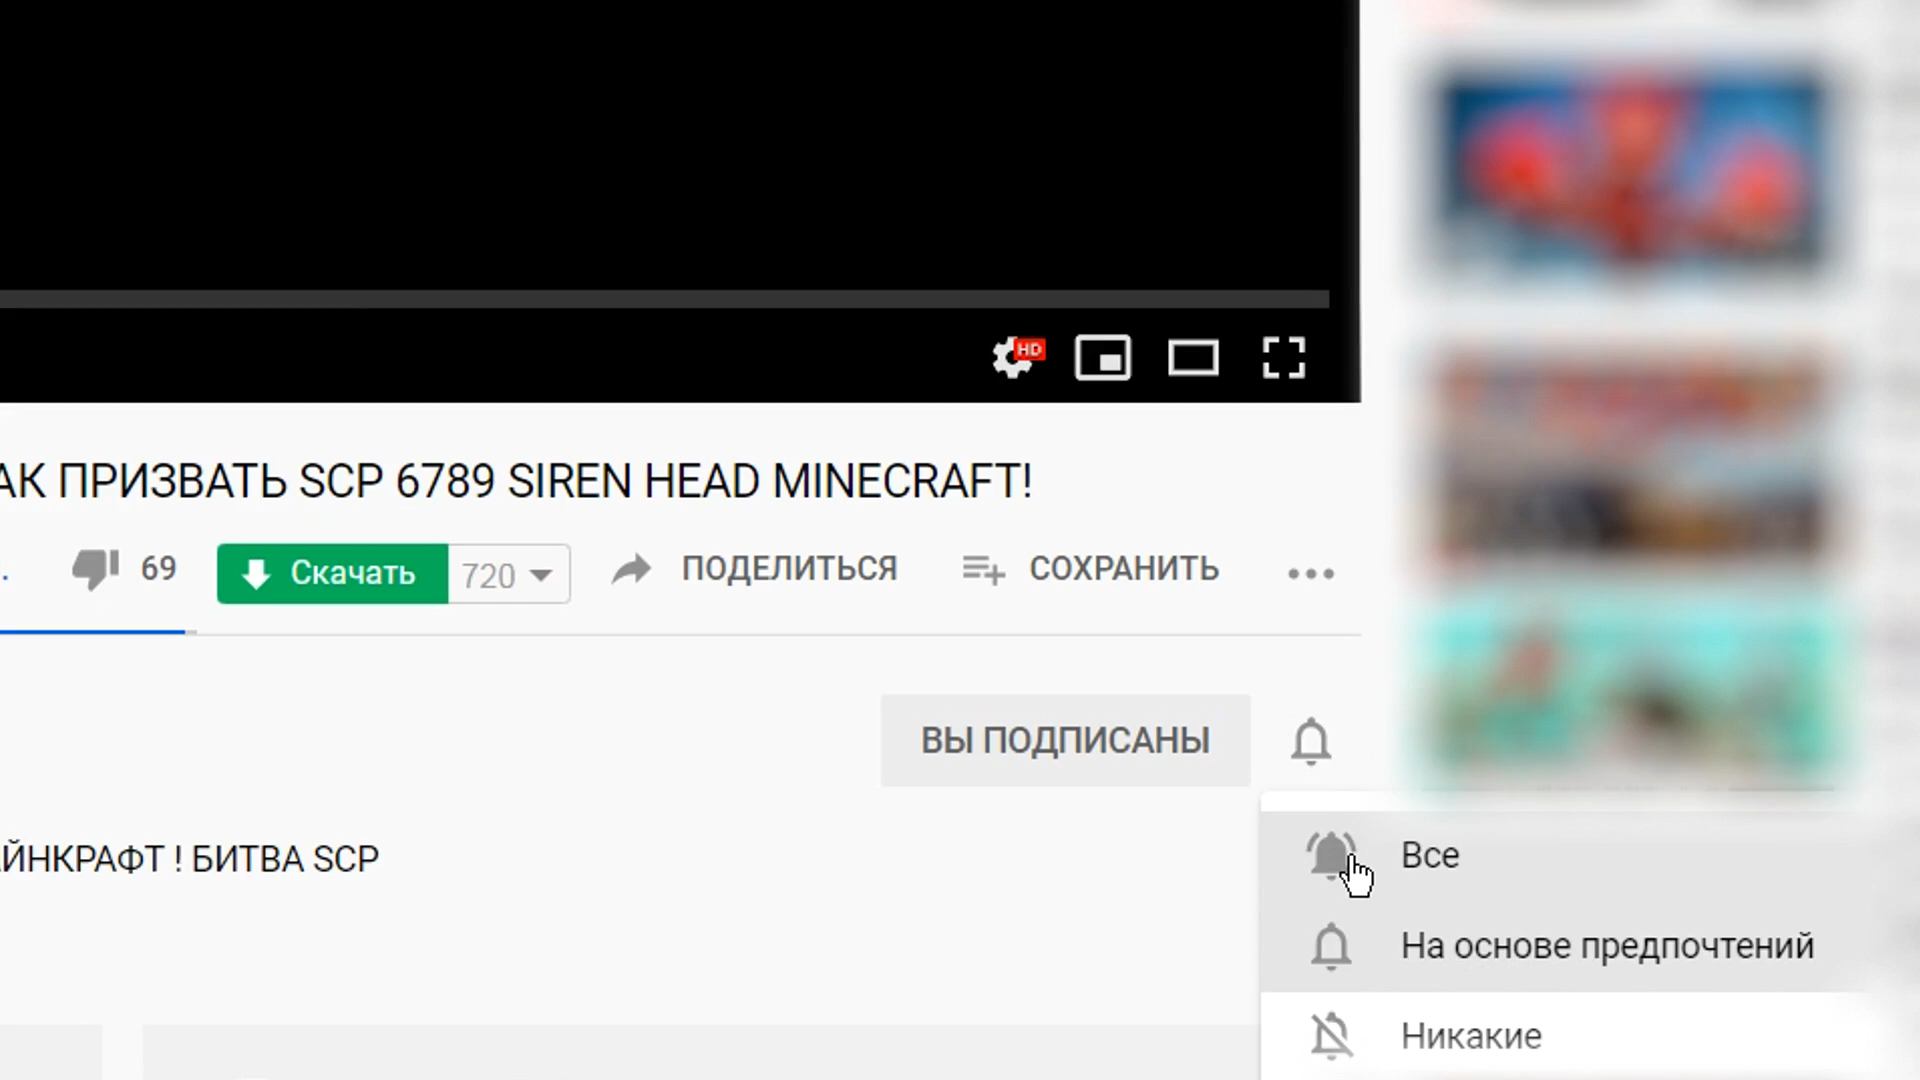 HD
АК ПРИЗВАТЬ SCP 6789 SIREN HEAD MINECRAFT!
69
Скачать
720
ПОДЕЛИТЬСЯ
СОХРАНИТЬ
ВЫ ПОДПИСАНЫ
ЙНКРАФТ ! БИТВА SCP
Все
На основе предпочтений
Никакие